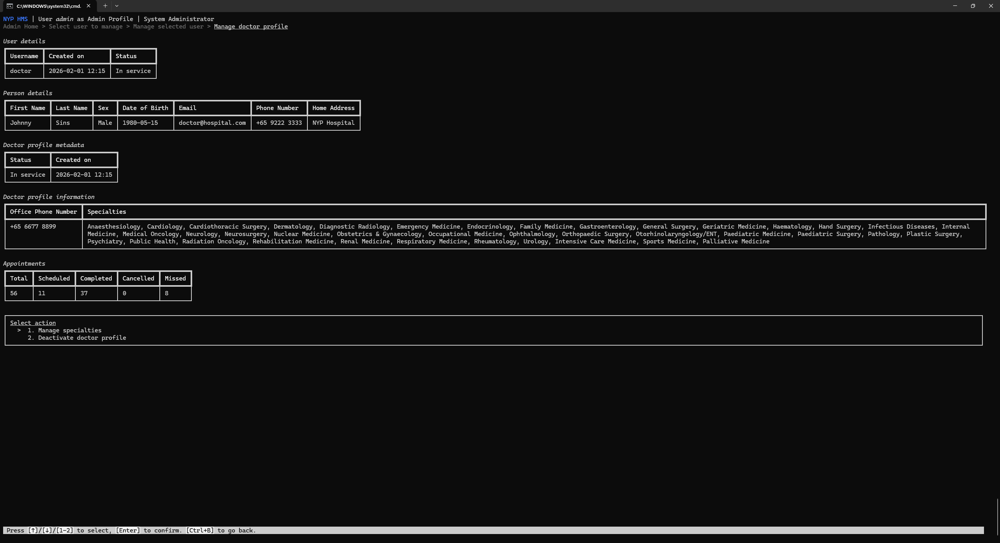 C:\WINDOWS\system32\cmd.
NYP HMS | User admin as Admin Profile | System Administrator
Admin Home > Select user to manage > Manage selected user > Manage doctor profile
User details
Username Created on Status
doctor 2026-02-01 12:15 In service
Person details
First Name Last Name Sex Date of Birth Email Phone Number Home Address
Johnny Sins Male 1980-05-15 doctor@hospital.com +65 9222 3333 NYP Hospital
Doctor profile metadata
Status Created on
In service 2026-02-01 12:15
Doctor profile information
Office Phone Number Specialties
+65 6677 8899 Anaesthesiology, Cardiology, Cardiothoracic Surgery, Dermatology, Diagnostic Radiology, Emergency Medicine, Endocrinology, Family Medicine, Gastroenterology, General Surgery, Geriatric Medicine, Haematology, Hand Surgery, Infectious Diseases, Internal
Medicine, Medical Oncology, Neurology, Neurosurgery, Nuclear Medicine, Obstetrics & Gynaecology, Occupational Medicine, Ophthalmology, Orthopaedic Surgery, Otorhinolaryngology/ENT, Paediatric Medicine, Paediatric Surgery, Pathology, Plastic Surgery,
Psychiatry, Public Health, Radiation Oncology, Rehabilitation Medicine, Renal Medicine, Respiratory Medicine, Rheumatology, Urology, Intensive Care Medicine, Sports Medicine, Palliative Medicine
Appointments
Total Scheduled Completed Cancelled Missed
56 11 37 0 8
Select action
> 1. Manage specialties
2. Deactivate doctor profile
Press [↑]/[↓]/[1-2] to select, [Enter] to confirm. [Ctrl+B] to go back.